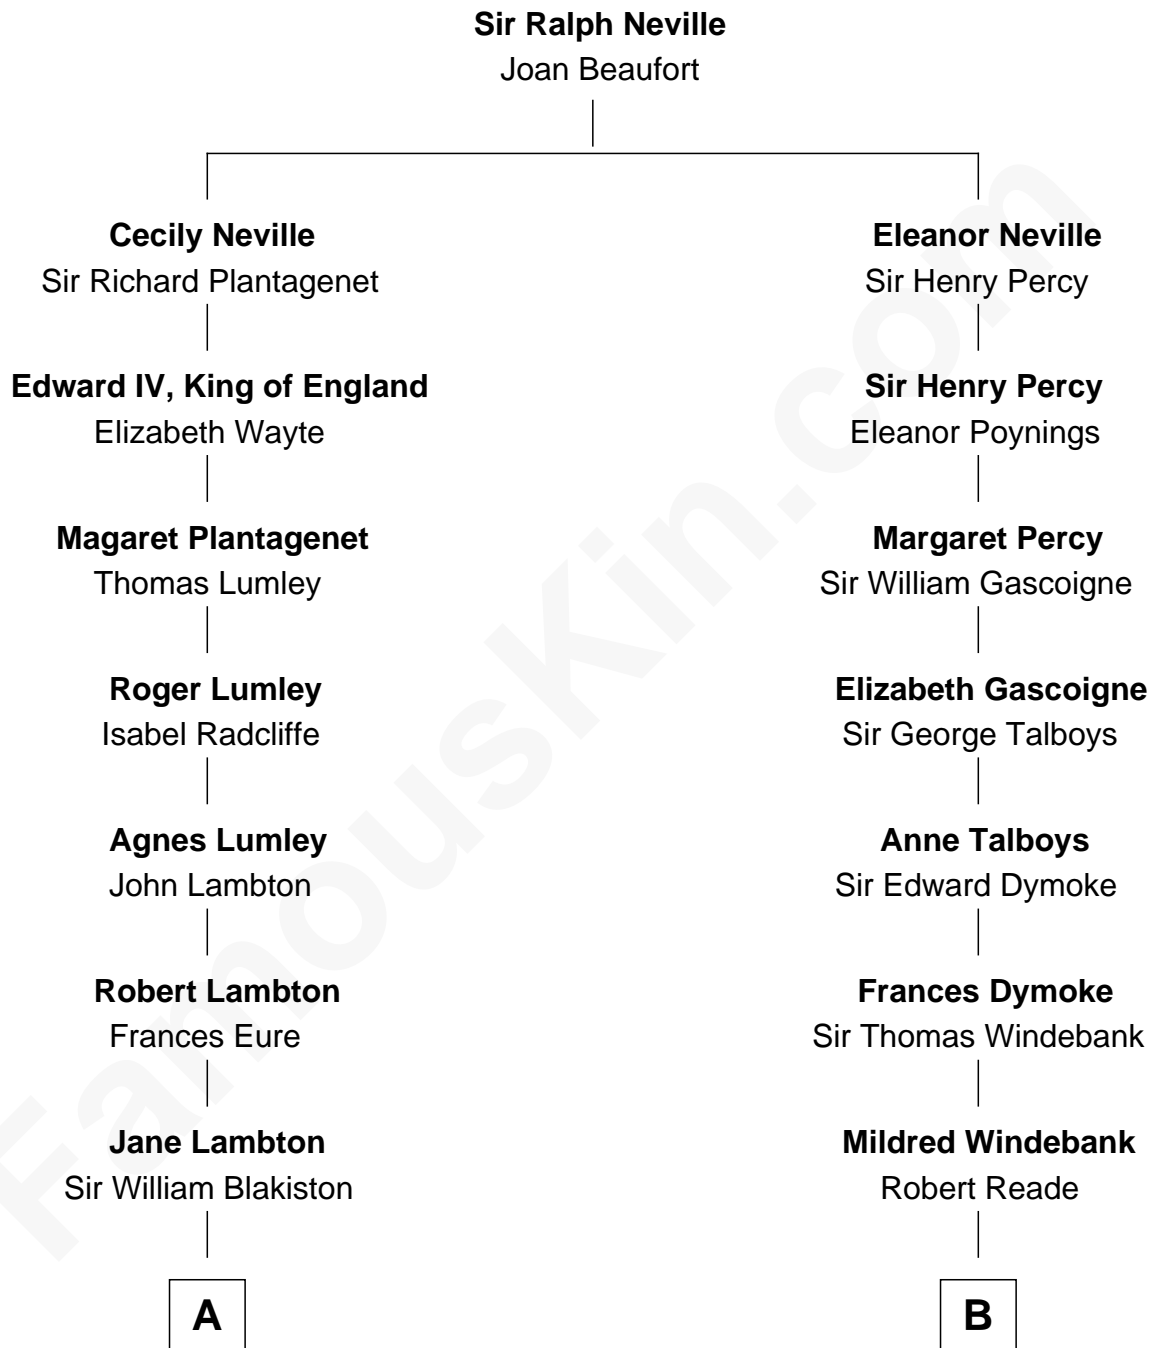 Sir Ralph Neville
Joan Beaufort
Cecily Neville
Sir Richard Plantagenet
Edward IV, King of England
Elizabeth Wayte
Magaret Plantagenet
Thomas Lumley
Roger Lumley
Isabel Radcliffe
Agnes Lumley
John Lambton
Robert Lambton
Frances Eure
Jane Lambton
Sir William Blakiston
A
Eleanor Neville
Sir Henry Percy
Sir Henry Percy
Eleanor Poynings
Margaret Percy
Sir William Gascoigne
Elizabeth Gascoigne
Sir George Talboys
Anne Talboys
Sir Edward Dymoke
Frances Dymoke
Sir Thomas Windebank
Mildred Windebank
Robert Reade
B
FamousKin.com